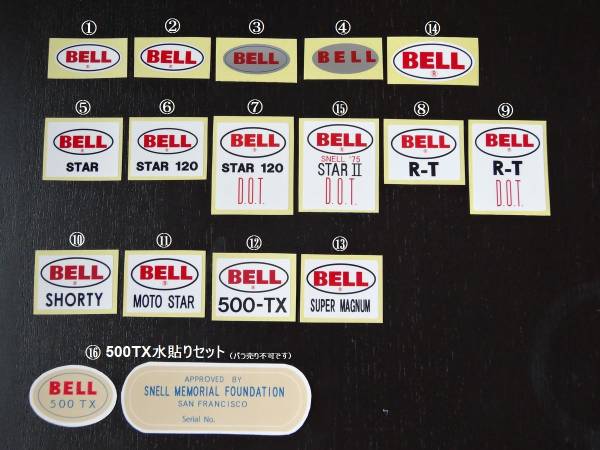 ① ② ③ ④ ⑭
BELL BELL BELL BELL BELL
⑤ ⑥ ⑦ ⑮ ⑧ ⑨
BELL
STAR
BELL
STAR 120
BELL
STAR 120
D.O.T.
BELL
SNELL '75
STAR II
D.O.T.
BELL
R-T
BELL
R-T
D.O.T.
⑩ ⑪ ⑫ ⑬
BELL
SHORTY
BELL
MOTO STAR
BELL
500-TX
BELL
SUPER MAGNUM
⑯ 500TX水貼りセット (バラ売り不可です)
BELL
500 TX
APPROVED BY
SNELL MEMORIAL FOUNDATION
SAN FRANCISCO
Serial No.